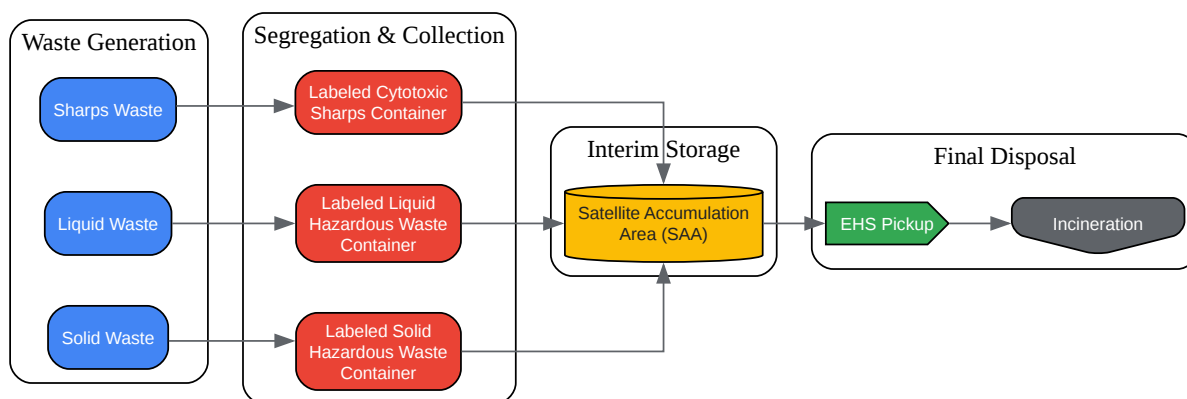 Waste Generation
Sharps Waste
Liquid Waste
Solid Waste
Segregation & Collection
Labeled Cytotoxic
Sharps Container
Labeled Liquid
Hazardous Waste
Container
Labeled Solid
Hazardous Waste
Container
Interim Storage
Satellite Accumulation
Area (SAA)
Final Disposal
EHS Pickup
Incineration